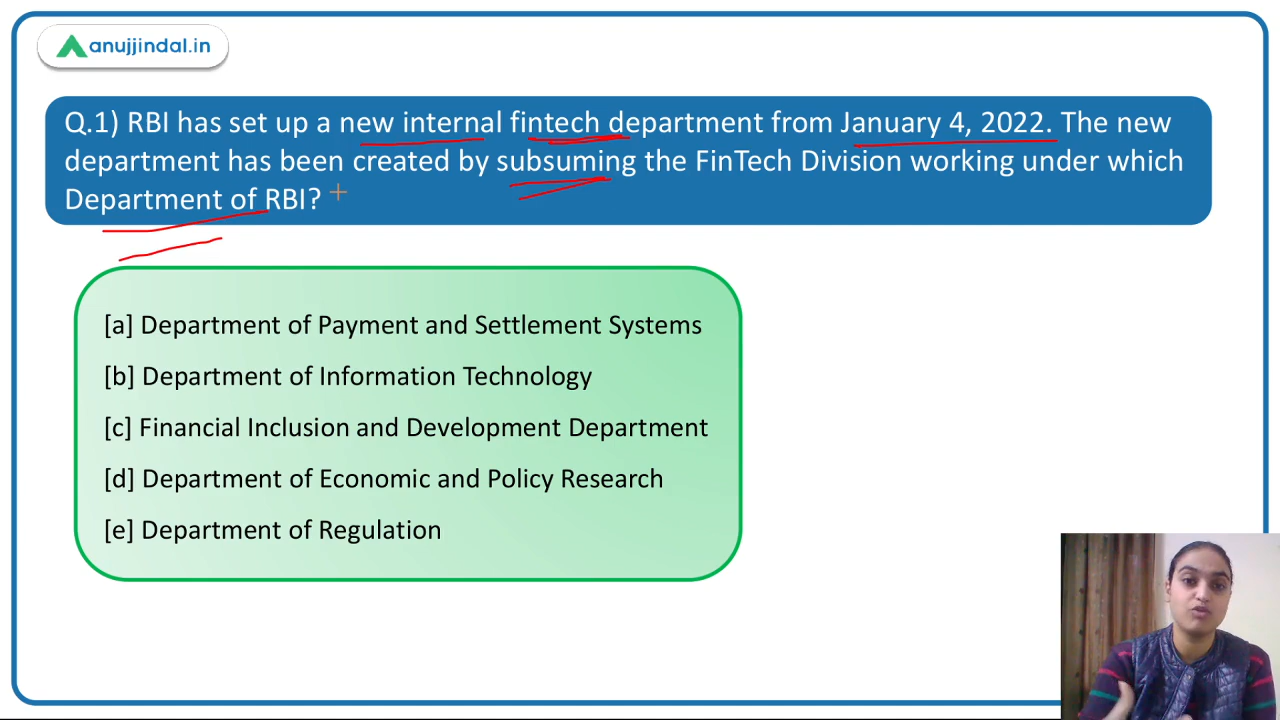 anujjindal.in
Q.1) RBI has set up a new internal fintech department from January 4, 2022. The new
department has been created by subsuming the FinTech Division working under which
Department of RBI?
[a] Department of Payment and Settlement Systems
[b] Department of Information Technology
[c] Financial Inclusion and Development Department
[d] Department of Economic and Policy Research
[e] Department of Regulation